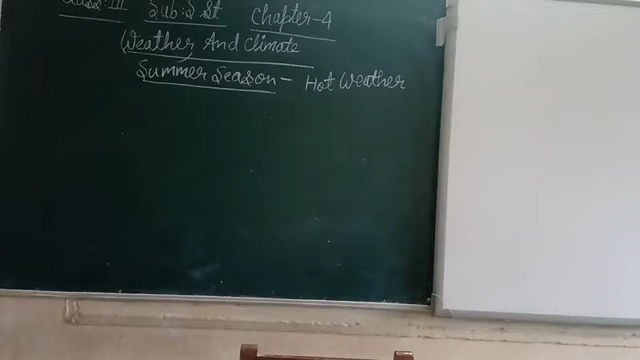 Class: III Sub: S St Chapter-4
Weather And Climate
Summer Season - Hot Weather